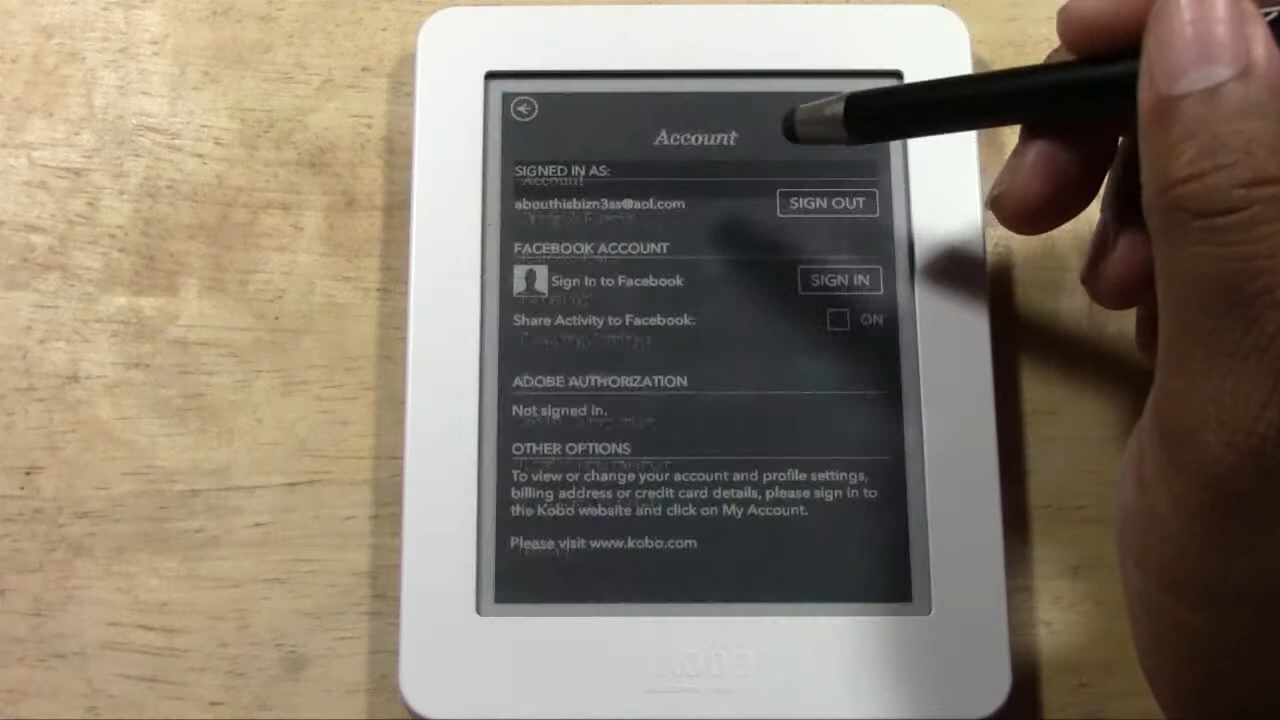 Account
SIGNED IN AS:
Account
abouthisbizn3ss@aol.com SIGN OUT
FACEBOOK ACCOUNT
Sign In to Facebook SIGN IN
Share Activity to Facebook: ON
ADOBE AUTHORIZATION
Not signed in.
OTHER OPTIONS
To view or change your account and profile settings,
billing address or credit card details, please sign in to
the Kobo website and click on My Account.
Please visit www.kobo.com
kobo